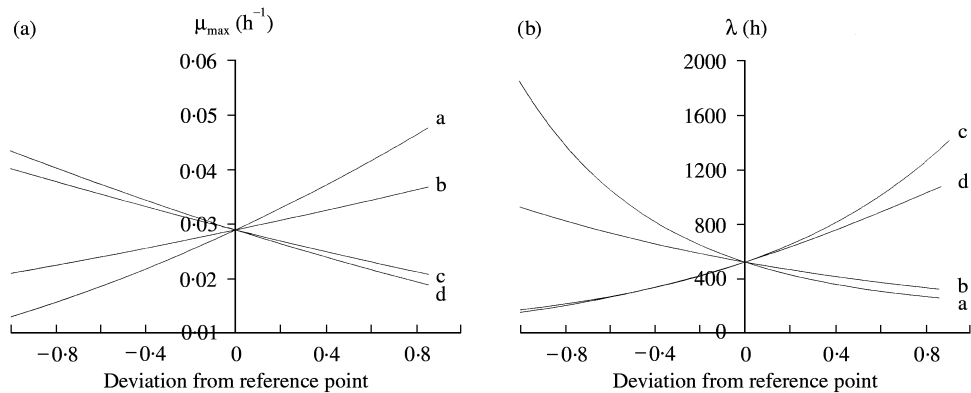 (a)
μmax (h⁻¹)
0·06
0·05
0·04
0·03
0·02
0·01
a
b
c
d
−0·8 −0·4 0 0·4 0·8
Deviation from reference point
(b)
λ (h)
2000
1600
1200
800
400
0
c
d
b
a
−0·8 −0·4 0 0·4 0·8
Deviation from reference point